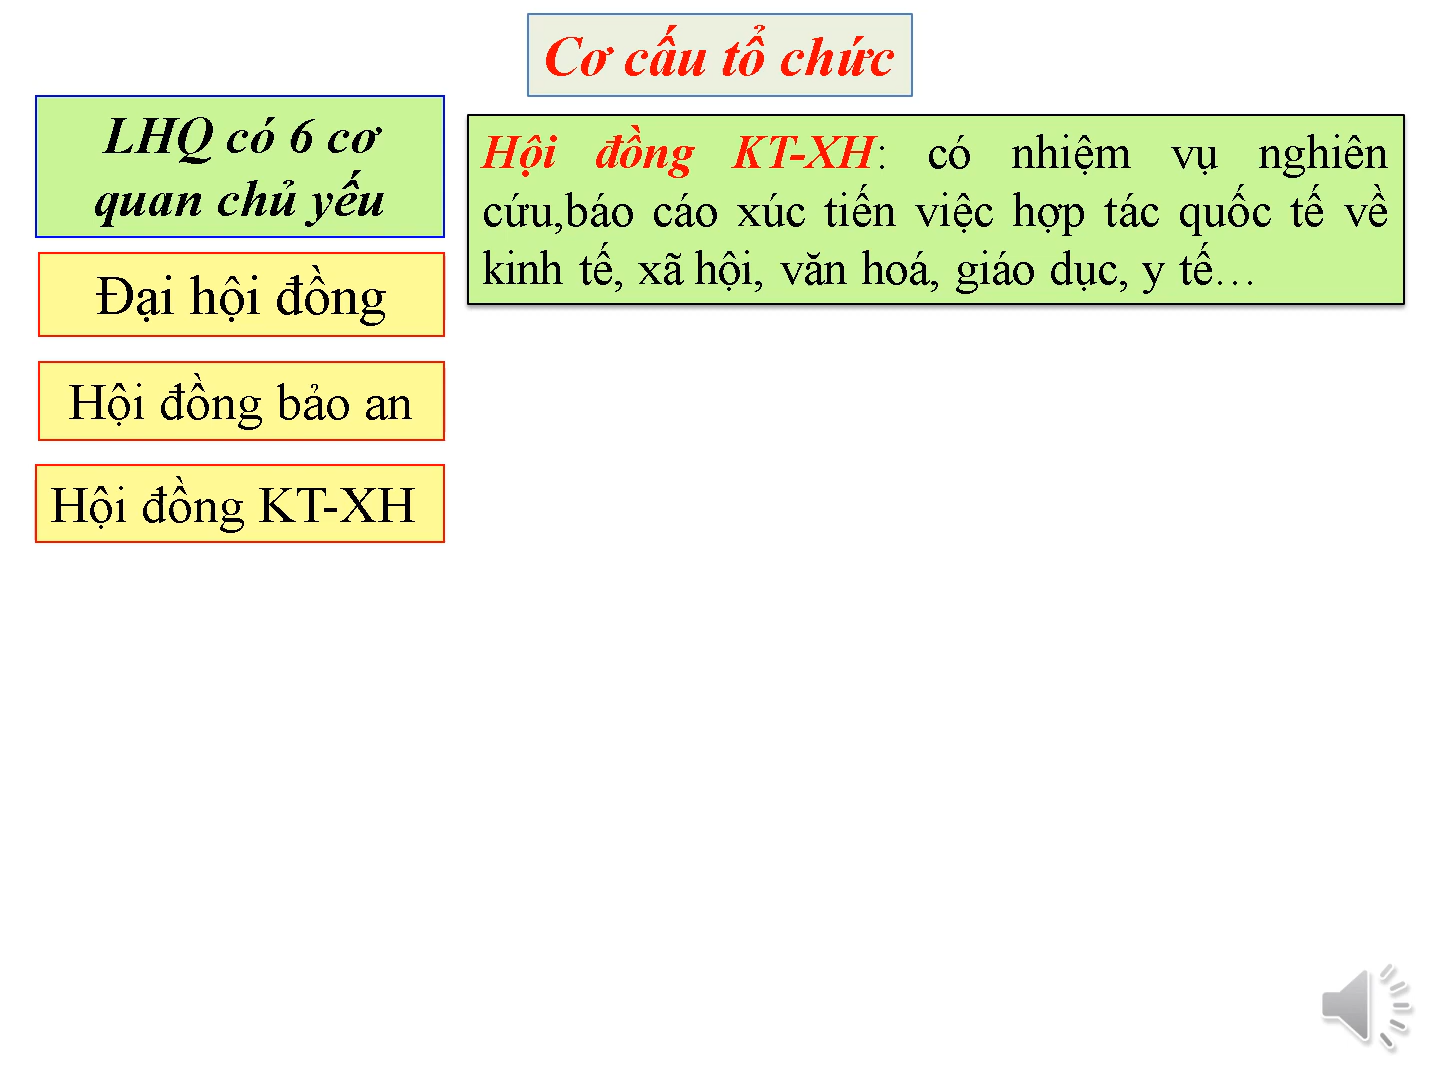 Cơ cấu tổ chức
LHQ có 6 cơ
quan chủ yếu
Đại hội đồng
Hội đồng bảo an
Hội đồng KT-XH
Hội đồng KT-XH: có nhiệm vụ nghiên
cứu,báo cáo xúc tiến việc hợp tác quốc tế về
kinh tế, xã hội, văn hoá, giáo dục, y tế…